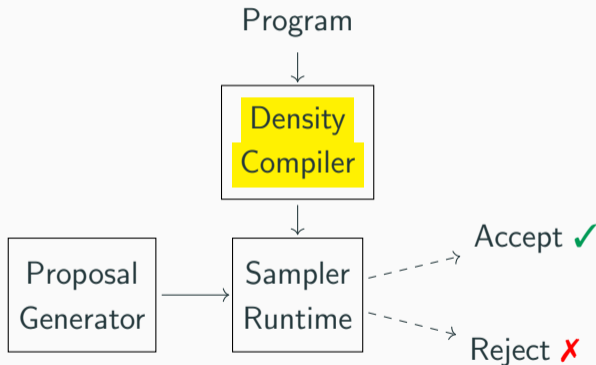 Program
Density
Compiler
Accept ✓
Proposal
Generator
Sampler
Runtime
Reject ✗